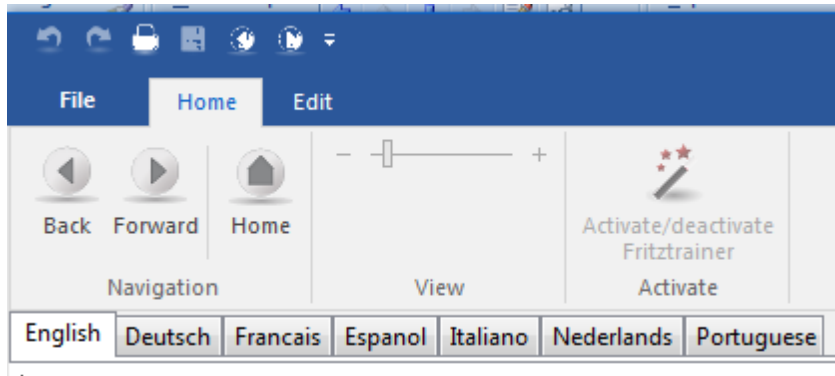 File Home Edit
Back Forward Home
Activate/deactivate
Fritztrainer
Navigation View Activate
English Deutsch Francais Espanol Italiano Nederlands Portuguese